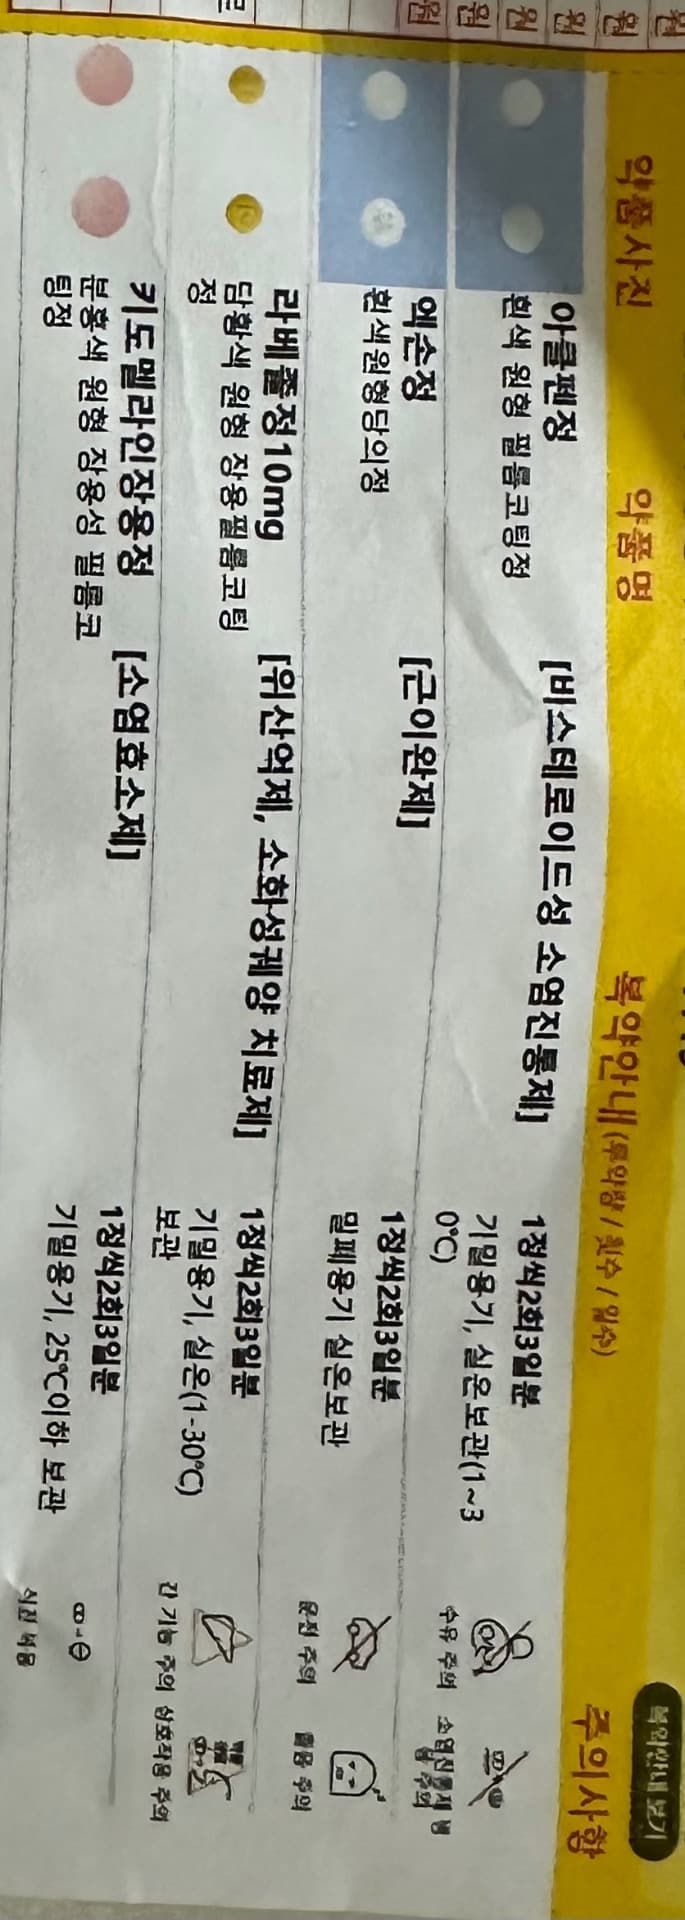 원 원 원 원 원 원
약품사진 약품명 복약안내(투약량 / 횟수 / 일수) 주의사항
복약안내 보기
아클펜정
흰색 원형 필름코팅정
[비스테로이드성 소염진통제]
1정씩2회3일분
기밀용기, 실온보관(1~3
0℃)
수유 주의
소염진통제 병
용 주의
엑손정
흰색원형당의정
[근이완제]
1정씩2회3일분
밀폐용기 실온보관
운전 주의
졸음 주의
라베졸정10mg
담황색 원형 장용필름코팅
정
[위산억제, 소화성궤양 치료제]
1정씩2회3일분
기밀용기, 실온(1-30℃)
보관
간 기능 주의
상호작용 주의
키도멜라인장용정
분홍색 원형 장용성 필름코
팅정
[소염효소제]
1정씩2회3일분
기밀용기, 25℃이하 보관
식전 복용